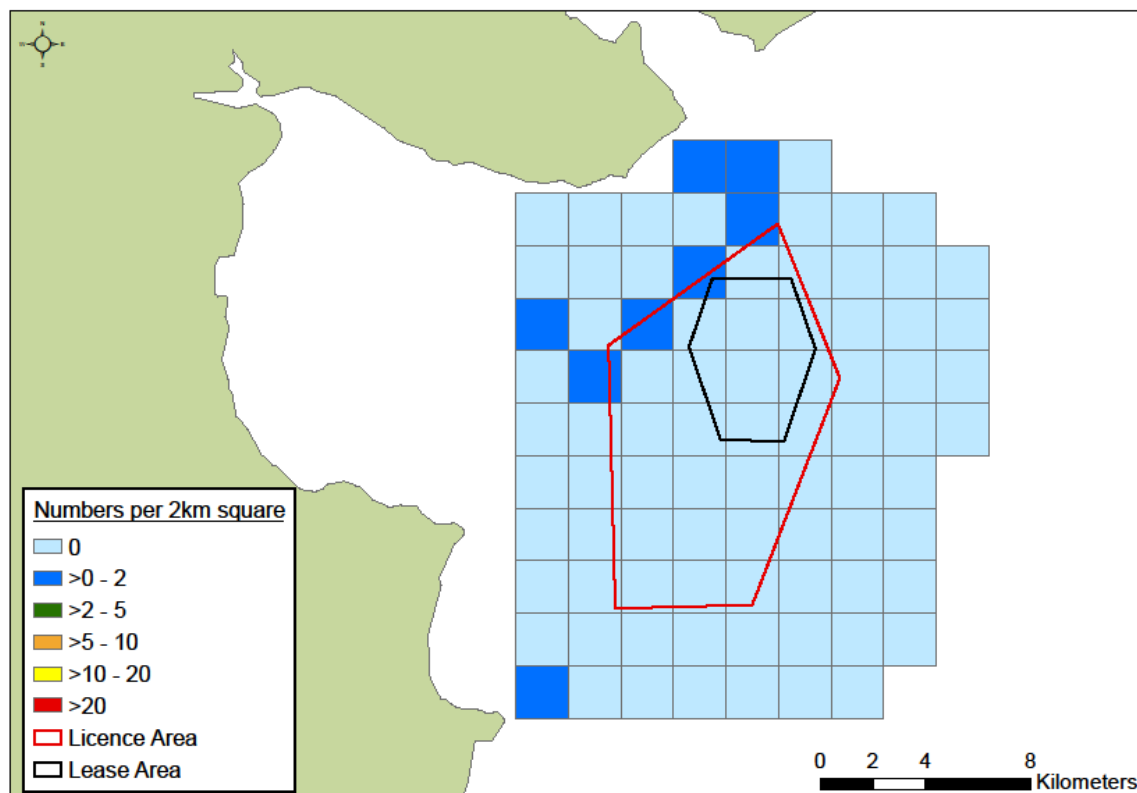 N
E
S
Numbers per 2km square
0
>0 - 2
>2 - 5
>5 - 10
>10 - 20
>20
Licence Area
Lease Area
0 2 4 8
Kilometers